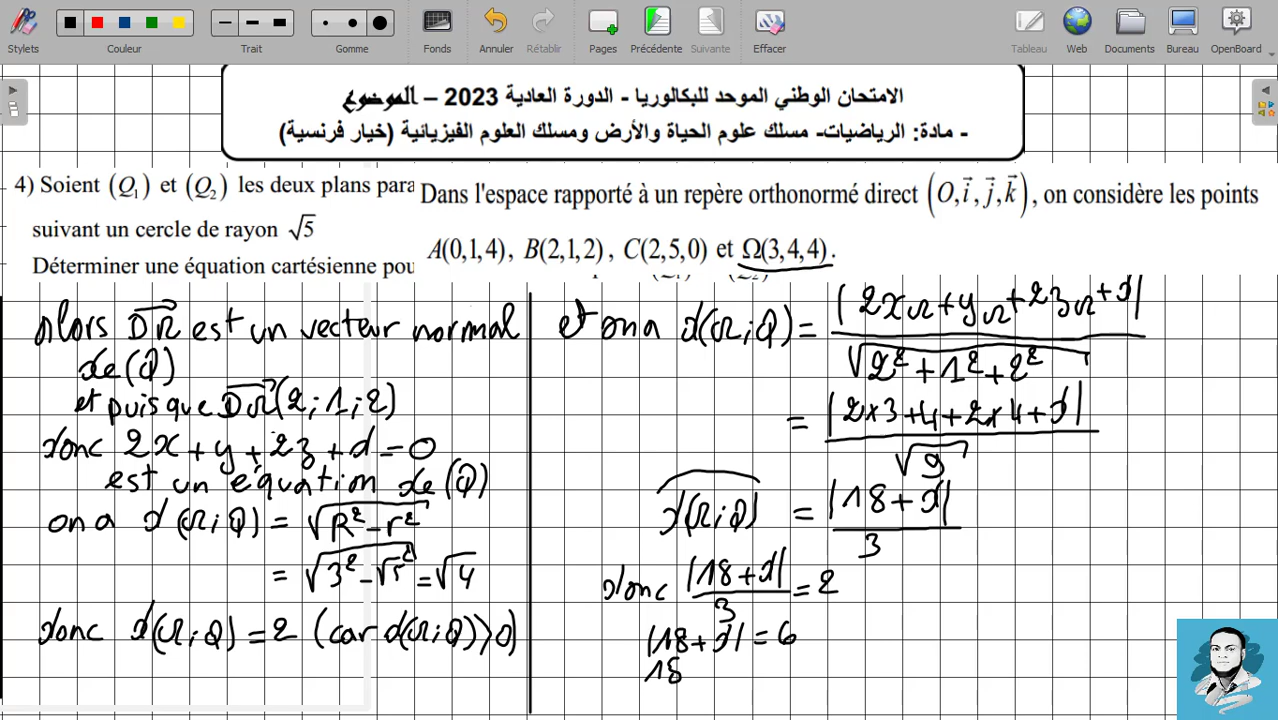 Stylets Couleur Trait Gomme Fonds Annuler Rétablir Pages Précédente Suivante Effacer Tableau Web Documents Bureau OpenBoard
الامتحان الوطني الموحد للبكالوريا - الدورة العادية 2023 – الموضوع
- مادة: الرياضيات- مسلك علوم الحياة والأرض ومسلك العلوم الفيزيائية (خيار فرنسية)
4) Soient (Q₁) et (Q₂) les deux plans para
suivant un cercle de rayon √5
Déterminer une équation cartésienne pou
Dans l'espace rapporté à un repère orthonormé direct (O,i⃗,j⃗,k⃗), on considère les points
A(0,1,4), B(2,1,2), C(2,5,0) et Ω(3,4,4).
alors DΩ⃗ est un vecteur normal
de (Q)
et puisque DΩ⃗ (2;1;2)
donc 2x+y+2z+d=0
est un équation de (Q)
on a d(Ω;Q) = √(R²-r²)
= √(3²-√5²) = √4
donc d(Ω;Q) = 2 (car d(Ω;Q)>0)
et on a d(Ω;Q) = |2xΩ+yΩ+2zΩ+d| / √(2²+1²+2²)
= |2×3+4+2×4+d| / √9
d(Ω;Q) = |18+d| / 3
donc |18+d| / 3 = 2
|18+d| = 6
18